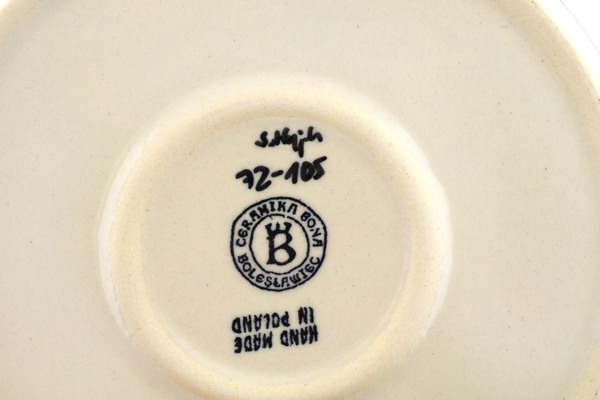 72-105
CERAMIKA BONA
B
BOLESŁAWIEC
HAND MADE
IN POLAND